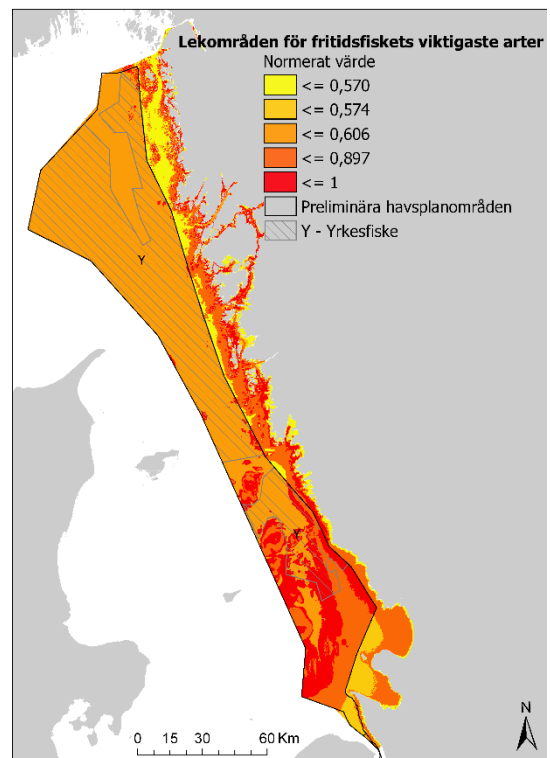 Lekområden för fritidsfiskets viktigaste arter
Normerat värde
<= 0,570
<= 0,574
<= 0,606
<= 0,897
<= 1
Preliminära havsplanområden
Y - Yrkesfiske
Y
Y
N
0 15 30 60 Km